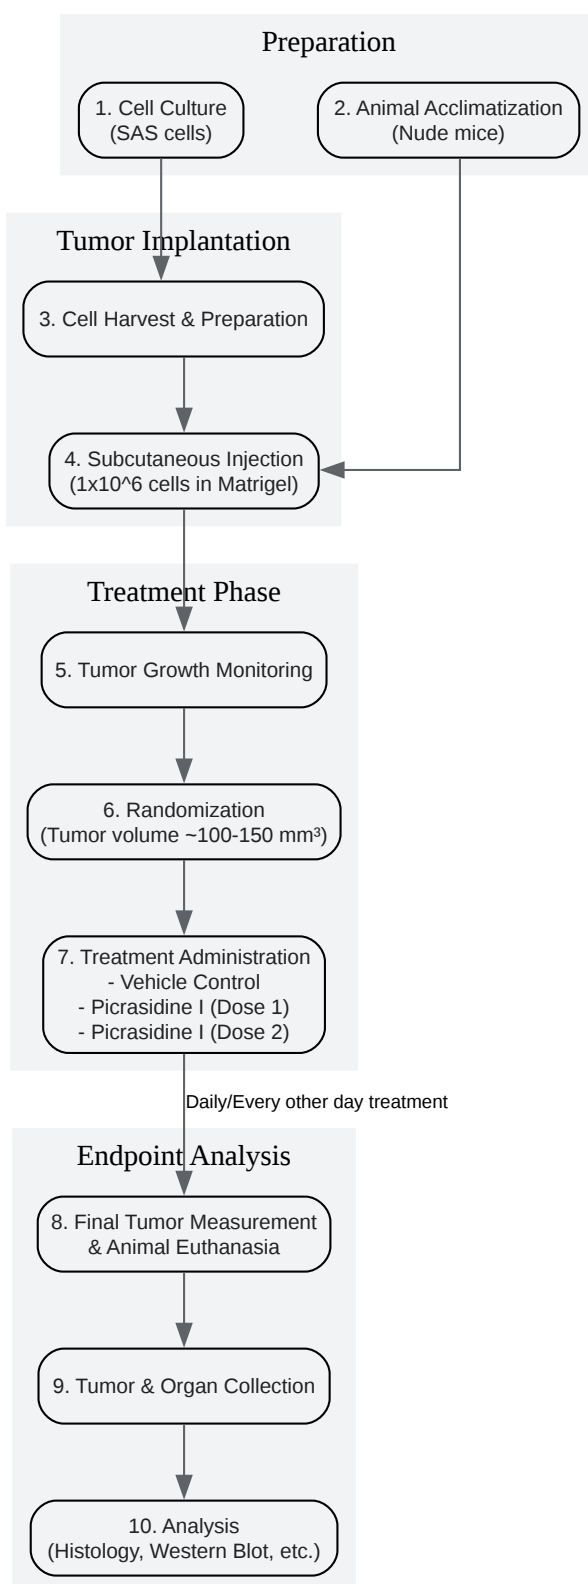 Preparation
1. Cell Culture
(SAS cells)
2. Animal Acclimatization
(Nude mice)
Tumor Implantation
3. Cell Harvest & Preparation
4. Subcutaneous Injection
(1x10^6 cells in Matrigel)
Treatment Phase
5. Tumor Growth Monitoring
6. Randomization
(Tumor volume ~100-150 mm³)
7. Treatment Administration
- Vehicle Control
- Picrasidine I (Dose 1)
- Picrasidine I (Dose 2)
Daily/Every other day treatment
Endpoint Analysis
8. Final Tumor Measurement
& Animal Euthanasia
9. Tumor & Organ Collection
10. Analysis
(Histology, Western Blot, etc.)